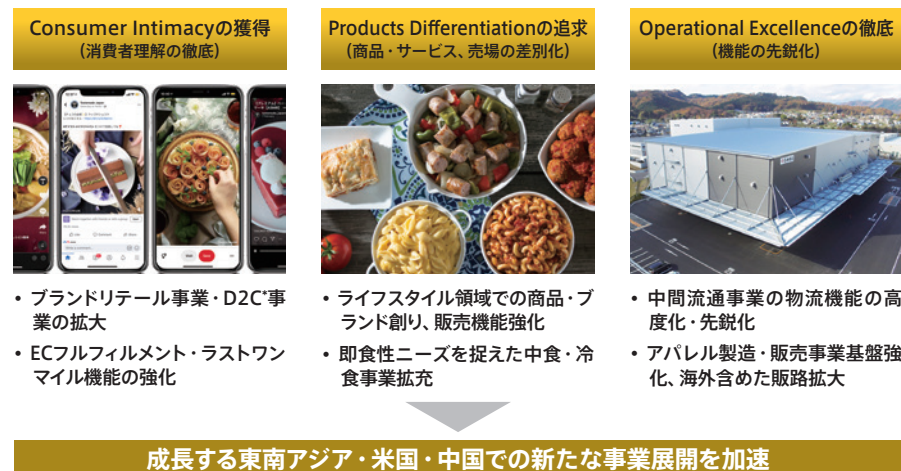 Consumer Intimacyの獲得
（消費者理解の徹底）
Products Differentiationの追求
（商品・サービス、売場の差別化）
Operational Excellenceの徹底
（機能の先鋭化）
• ブランドリテール事業・D2C*事
業の拡大
• ECフルフィルメント・ラストワン
マイル機能の強化
• ライフスタイル領域での商品・ブ
ランド創り、販売機能強化
• 即食性ニーズを捉えた中食・冷
食事業拡充
• 中間流通事業の物流機能の高
度化・先鋭化
• アパレル製造・販売事業基盤強
化、海外含めた販路拡大
成長する東南アジア・米国・中国での新たな事業展開を加速